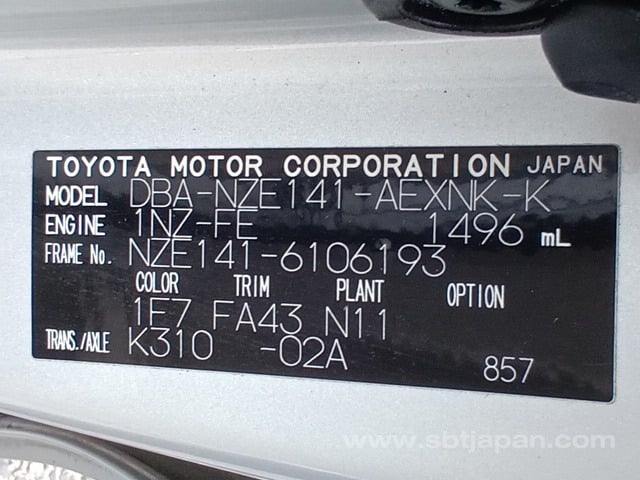 TOYOTA MOTOR CORPORATION JAPAN
MODEL DBA-NZE141-AEXNK-K
ENGINE 1NZ-FE 1496 mL
FRAME No. NZE141-6106193
COLOR TRIM PLANT OPTION
1F7 FA43 N11
TRANS./AXLE K310 -02A
857
www.sbtjapan.com